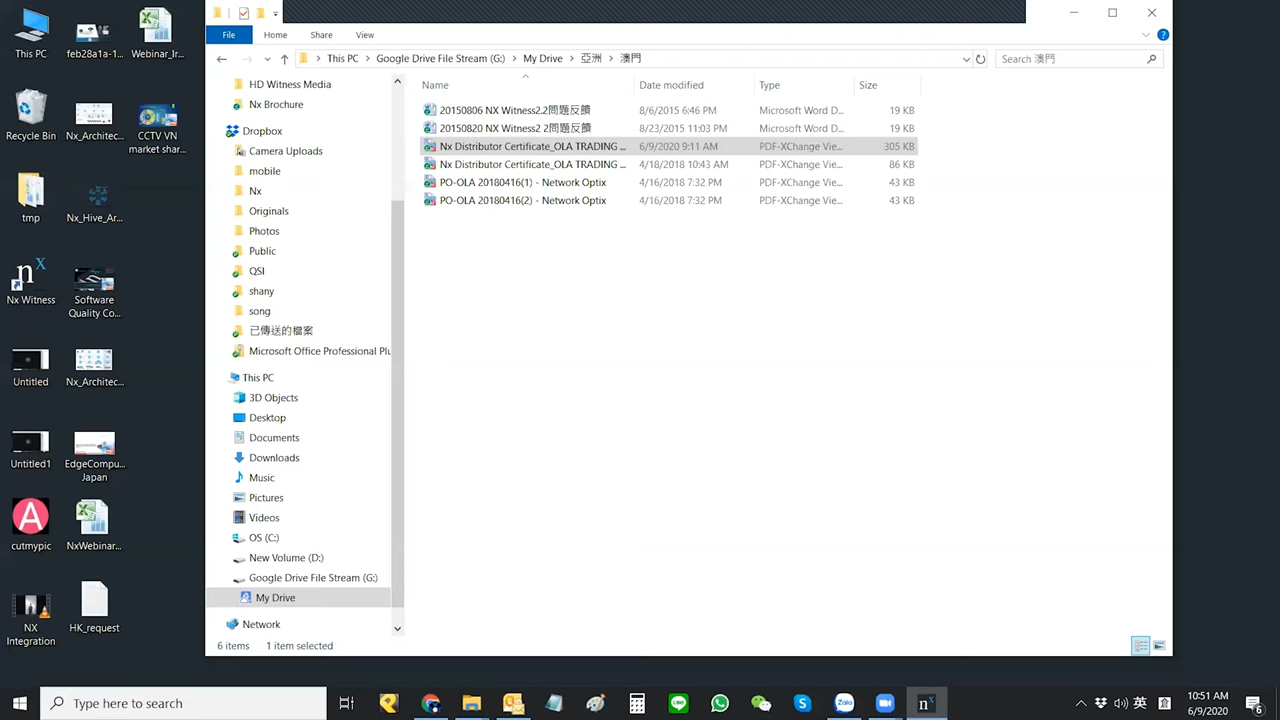 This PC
fcsa1a-1...
Webinar_Ir...
Recycle Bin
Nx_Architec...
CCTV VN
market shar...
tmp
Nx_Hive_Ar...
Nx Witness
Software
Quality Co...
Untitled
Nx_Architec...
Untitled1
EdgeCompu...
Japan
cutmypic
NxWebinar...
NX
Integration
HK_request
File
Home
Share
View
This PC
Google Drive File Stream (G:)
My Drive
亞洲
澳門
Search 澳門
HD Witness Media
Nx Brochure
Dropbox
Camera Uploads
mobile
Nx
Originals
Photos
Public
QSI
shany
song
已傳送的檔案
Microsoft Office Professional Plu
This PC
3D Objects
Desktop
Documents
Downloads
Music
Pictures
Videos
OS (C:)
New Volume (D:)
Google Drive File Stream (G:)
My Drive
Network
Name
Date modified
Type
Size
20150806 NX Witness2.2問題反饋 8/6/2015 6:46 PM Microsoft Word D... 19 KB
20150820 NX Witness2 2問題反饋 8/23/2015 11:03 PM Microsoft Word D... 19 KB
Nx Distributor Certificate_OLA TRADING ... 6/9/2020 9:11 AM PDF-XChange Vie... 305 KB
Nx Distributor Certificate_OLA TRADING ... 4/18/2018 10:43 AM PDF-XChange Vie... 86 KB
PO-OLA 20180416(1) - Network Optix 4/16/2018 7:32 PM PDF-XChange Vie... 43 KB
PO-OLA 20180416(2) - Network Optix 4/16/2018 7:32 PM PDF-XChange Vie... 43 KB
6 items
1 item selected
Type here to search
LINE
Zalo
英
10:51 AM
6/9/2020
6